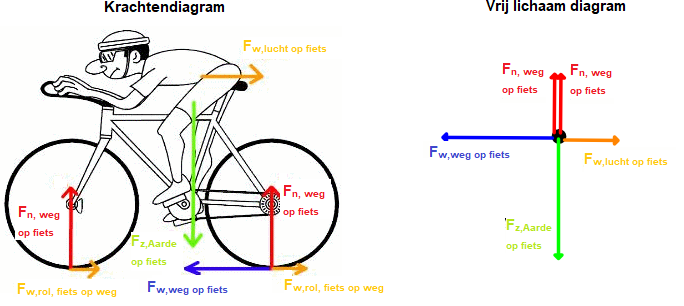 Krachtendiagram
Vrij lichaam diagram
Fw,lucht op fiets
Fn, weg
op fiets
Fn, weg
op fiets
Fz,Aarde
op fiets
Fw,rol, fiets op weg
Fw,weg op fiets
Fw,rol, fiets op weg
Fn, weg
op fiets
Fn, weg
op fiets
Fw,weg op fiets
Fw,lucht op fiets
Fz,Aarde
op fiets